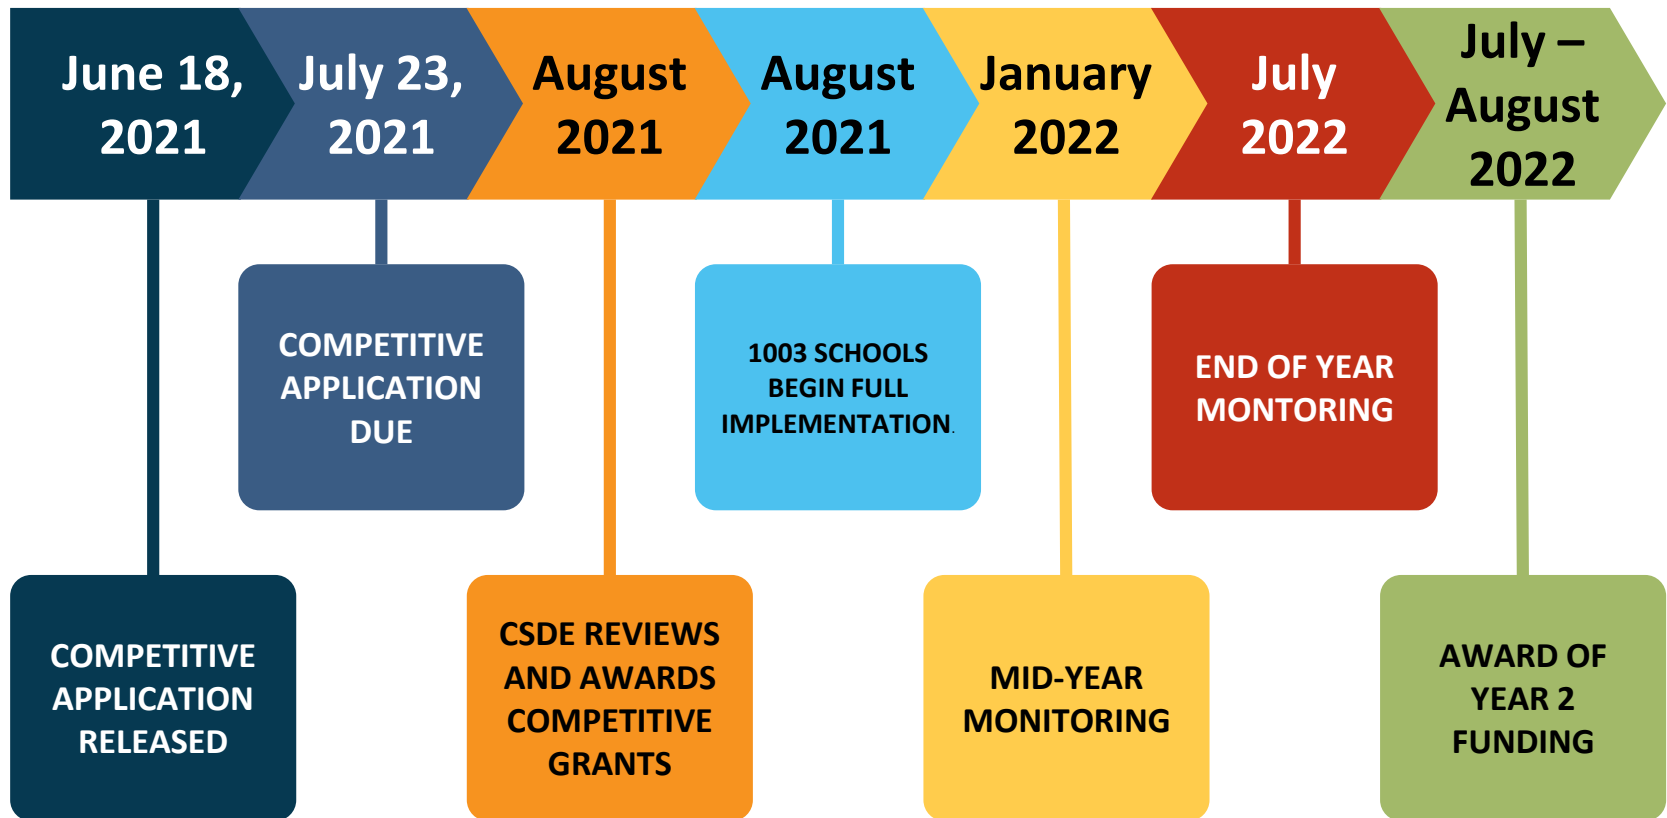 June 18,
2021
July 23,
2021
August
2021
August
2021
January
2022
July
2022
July –
August
2022
COMPETITIVE
APPLICATION
DUE
1003 SCHOOLS
BEGIN FULL
IMPLEMENTATION.
END OF YEAR
MONTORING
COMPETITIVE
APPLICATION
RELEASED
CSDE REVIEWS
AND AWARDS
COMPETITIVE
GRANTS
MID-YEAR
MONITORING
AWARD OF
YEAR 2
FUNDING